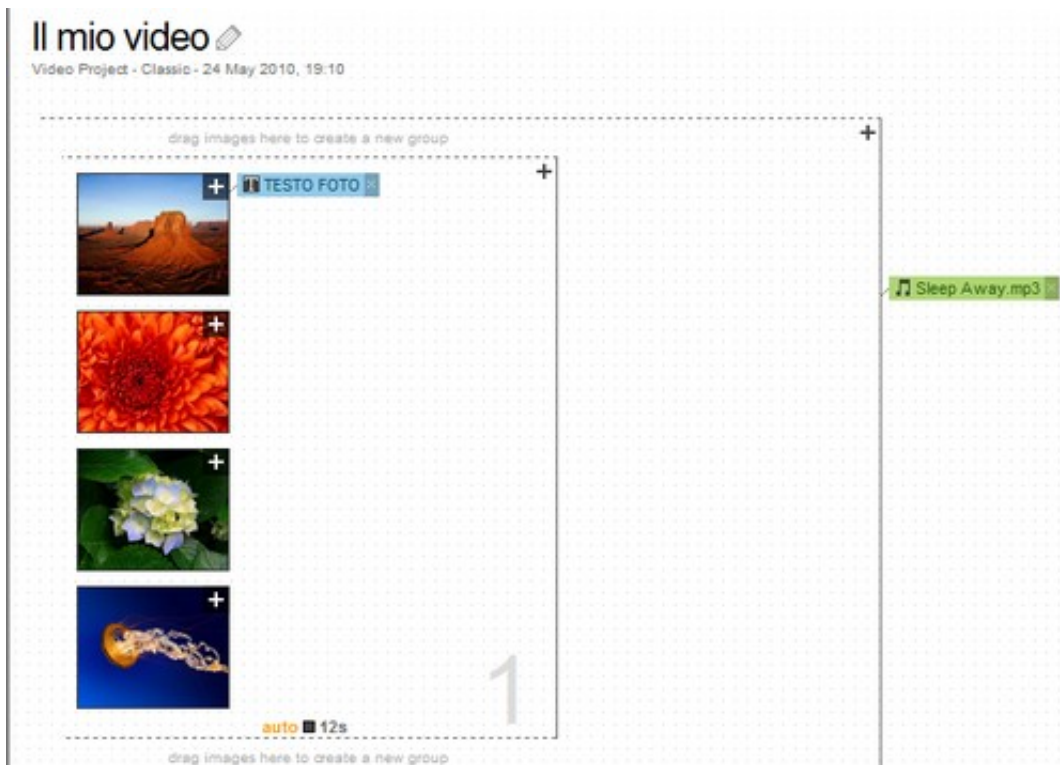 Il mio video
Video Project - Classic - 24 May 2010, 19:10
drag images here to create a new group
TESTO FOTO
Sleep Away.mp3
1
auto 12s
drag images here to create a new group